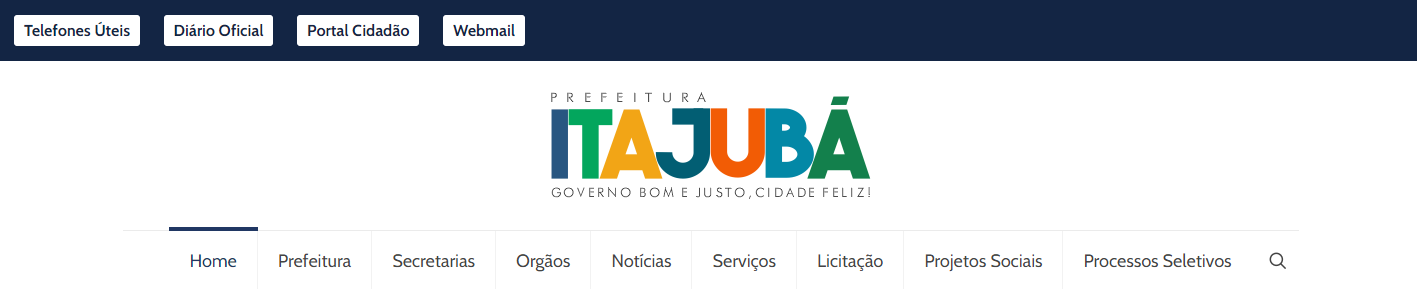 Telefones Úteis Diário Oficial Portal Cidadão Webmail
PREFEITURA
ITAJUBÁ
GOVERNO BOM E JUSTO, CIDADE FELIZ!
Home Prefeitura Secretarias Orgãos Notícias Serviços Licitação Projetos Sociais Processos Seletivos